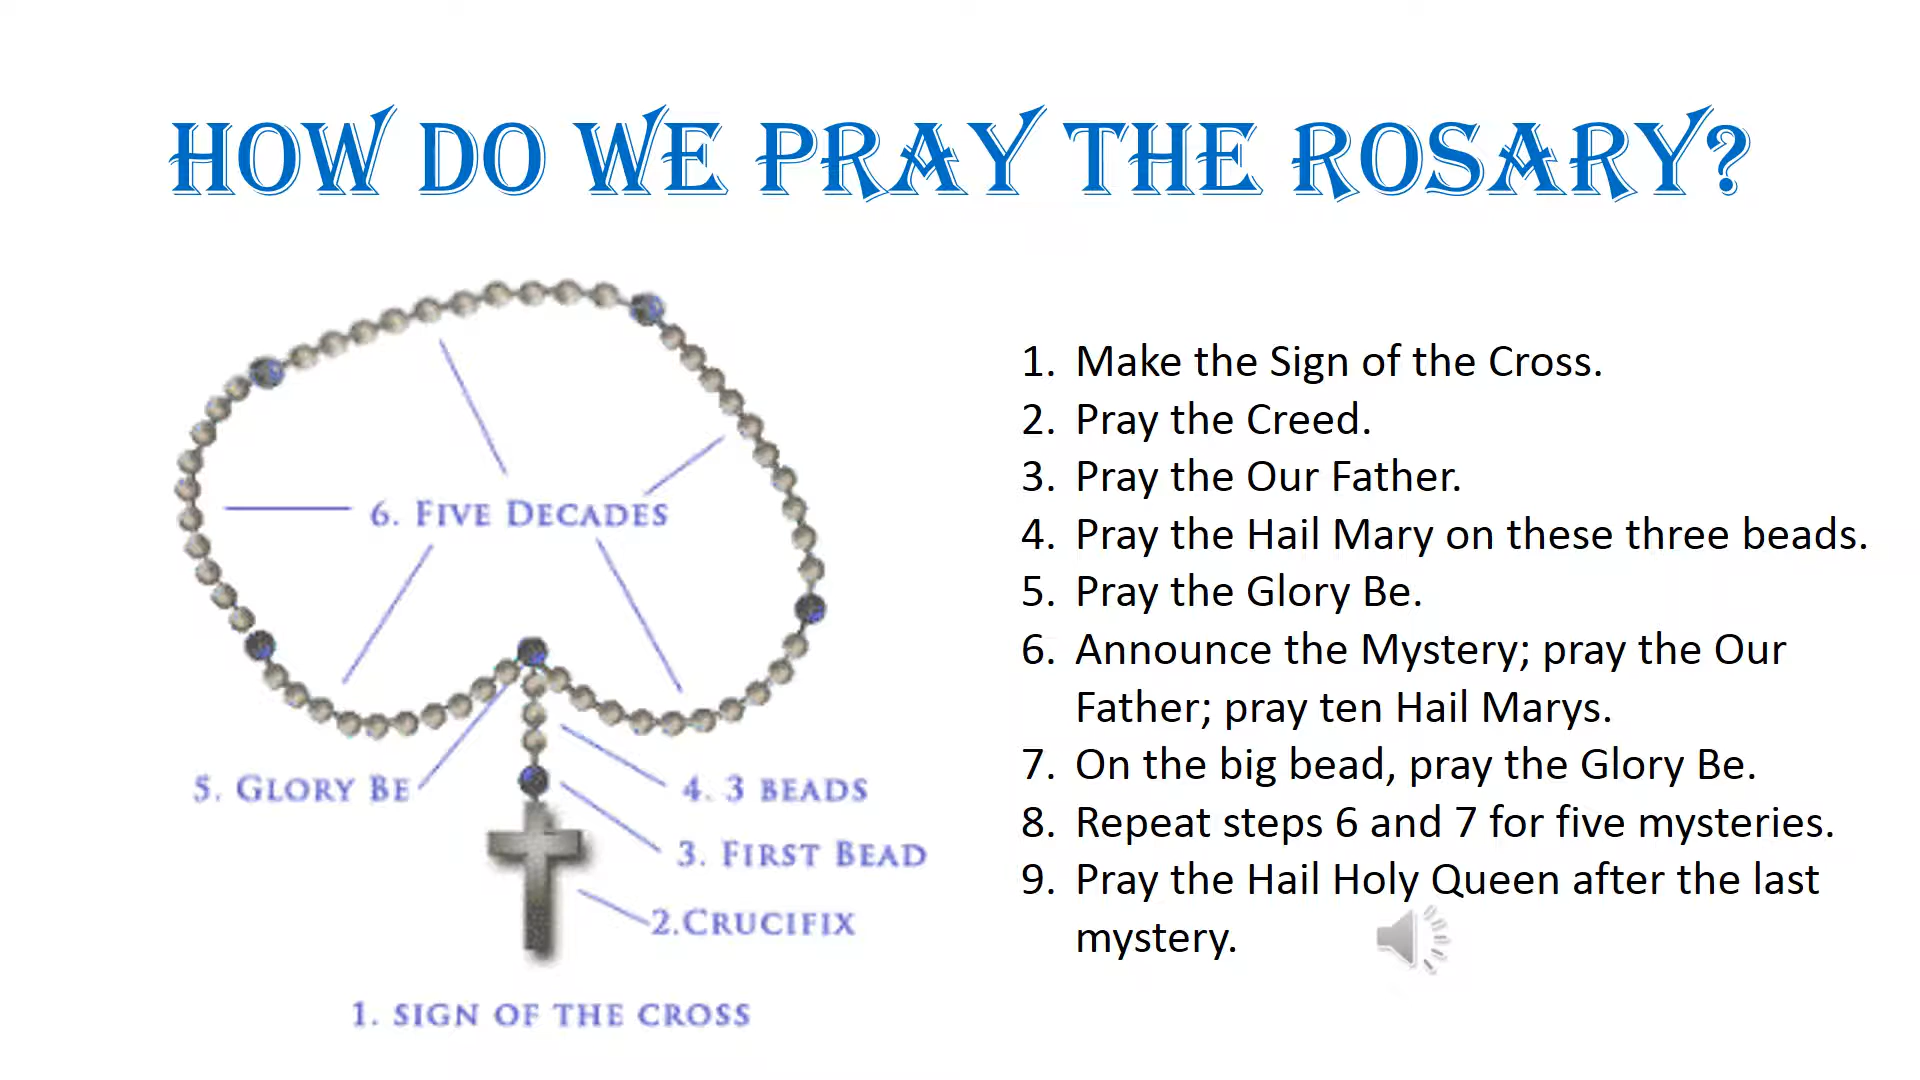 HOW DO WE PRAY THE ROSARY?
6. FIVE DECADES
5. GLORY BE
4. 3 BEADS
3. FIRST BEAD
2.CRUCIFIX
1. SIGN OF THE CROSS
1. Make the Sign of the Cross.
2. Pray the Creed.
3. Pray the Our Father.
4. Pray the Hail Mary on these three beads.
5. Pray the Glory Be.
6. Announce the Mystery; pray the Our
Father; pray ten Hail Marys.
7. On the big bead, pray the Glory Be.
8. Repeat steps 6 and 7 for five mysteries.
9. Pray the Hail Holy Queen after the last
mystery.